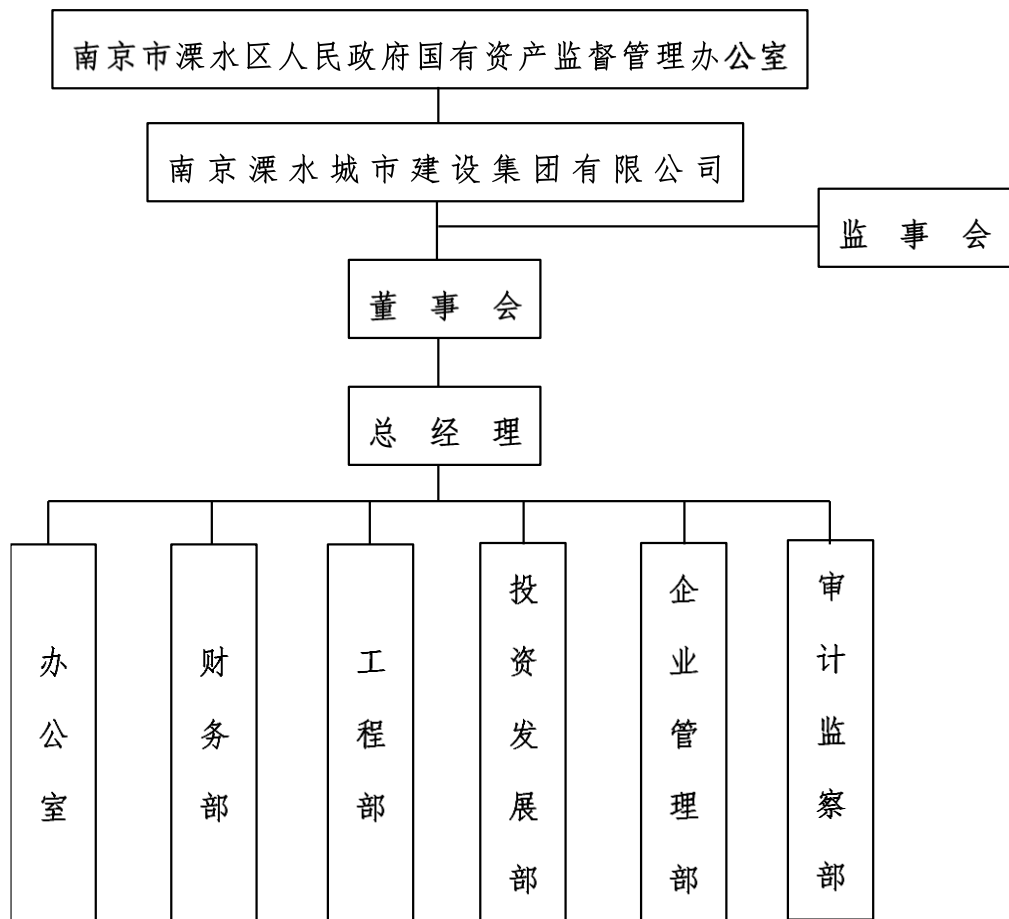 南京市溧水区人民政府国有资产监督管理办公室
南京溧水城市建设集团有限公司
监事会
董事会
总经理
办公室
财务部
工程部
投资发展部
企业管理部
审计监察部